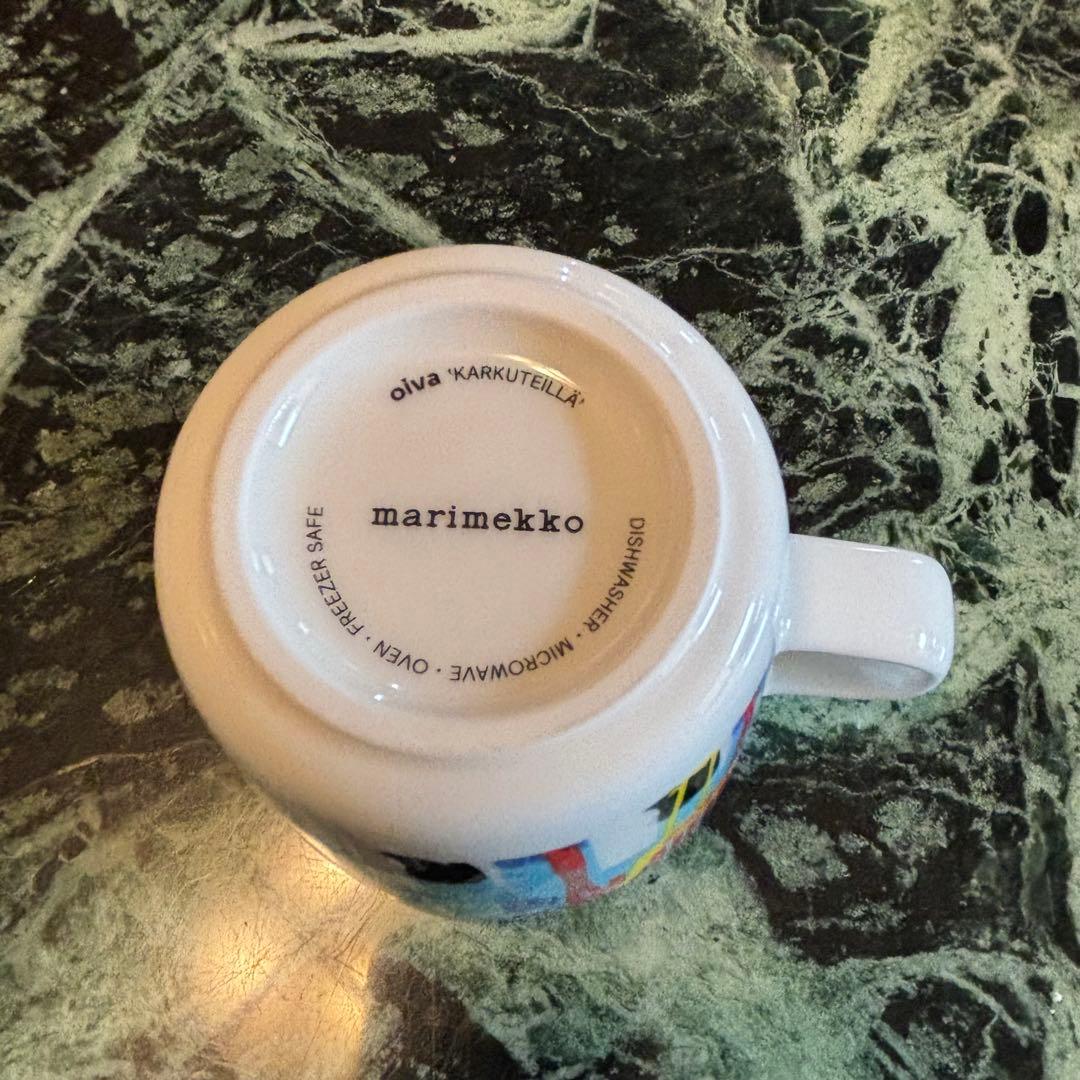 oiva 'KARKUTEILLÄ'
marimekko
DISHWASHER · MICROWAVE · OVEN · FREEZER SAFE